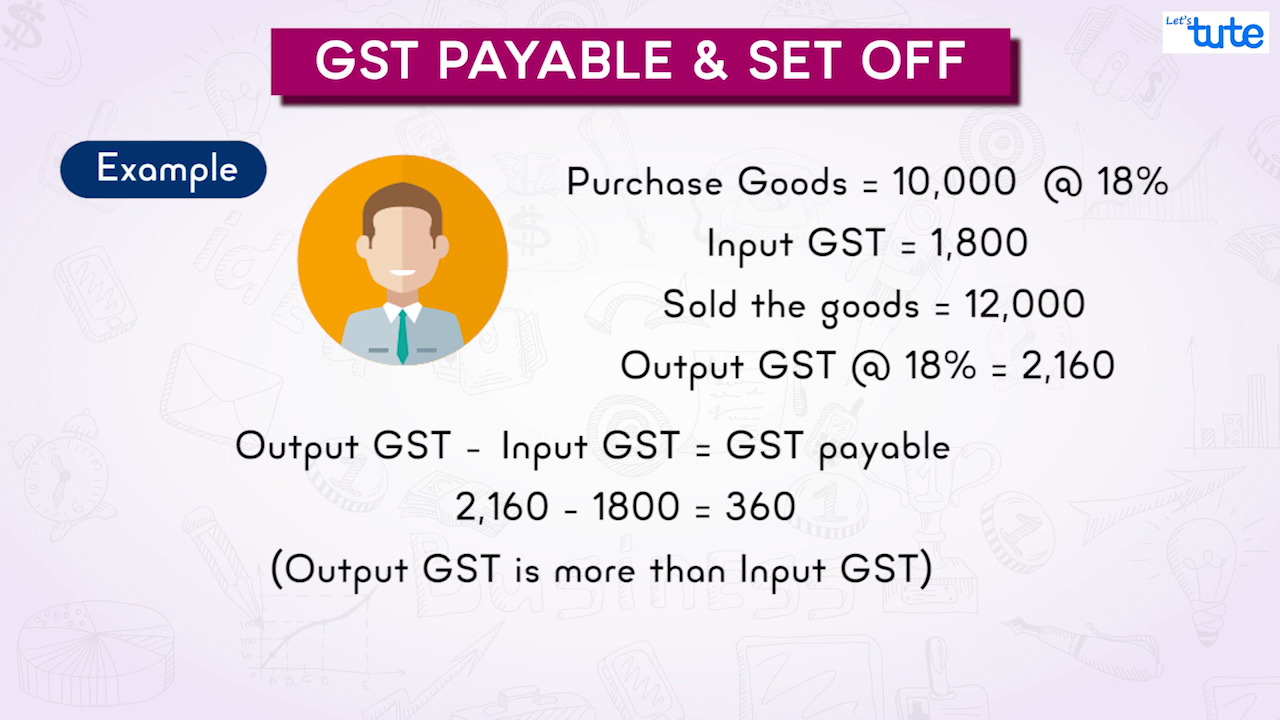 GST PAYABLE & SET OFF
Let's
tute
Example
Purchase Goods = 10,000 @ 18%
Input GST = 1,800
Sold the goods = 12,000
Output GST @ 18% = 2,160
Output GST - Input GST = GST payable
2,160 - 1800 = 360
(Output GST is more than Input GST)
Business
A B C D E